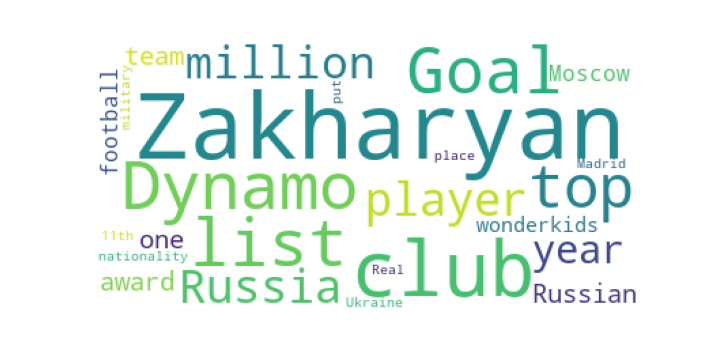 team million Goal Moscow
football military put
Zakharyan
place Madrid
Dynamo player top
wonderkids
11th one list club year
nationality Real
award Russia Ukraine Russian